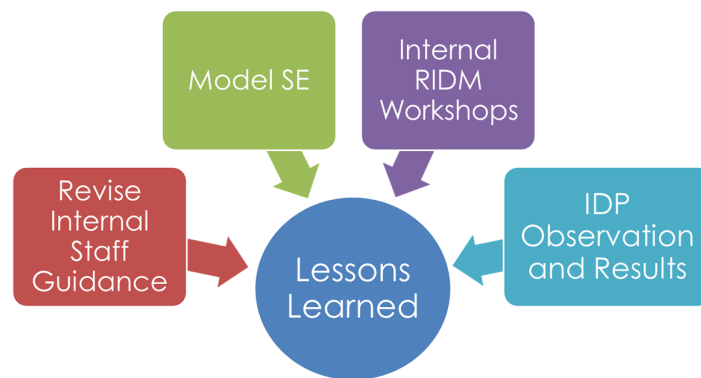 Model SE
Internal
RIDM
Workshops
Revise
Internal
Staff
Guidance
IDP
Observation
and Results
Lessons
Learned